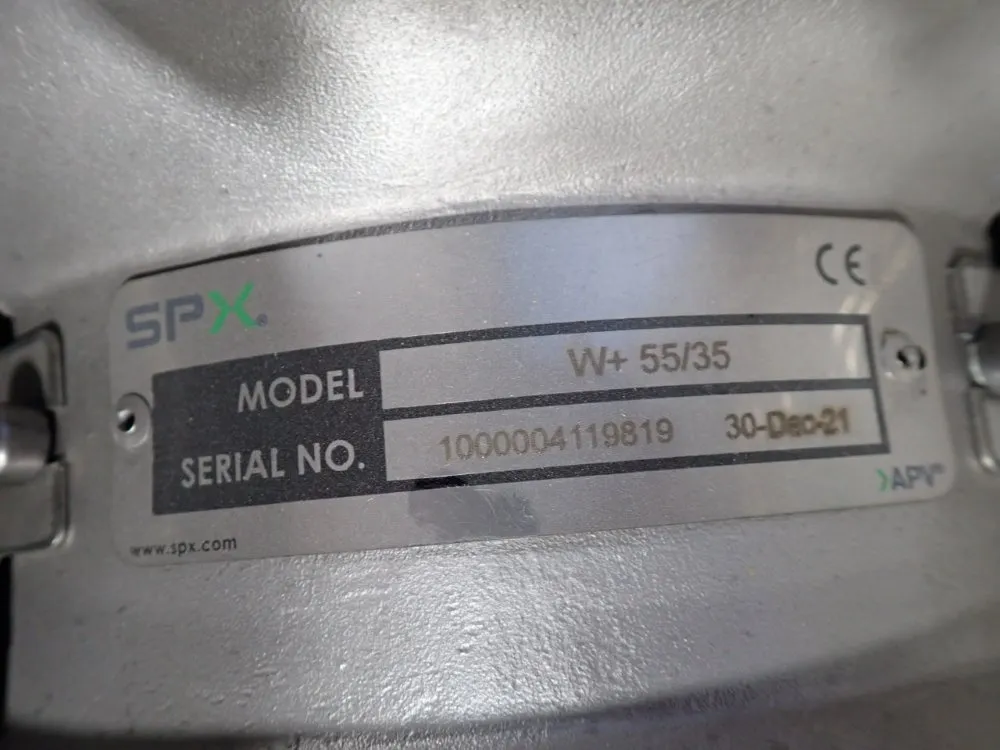 SPX®
CE
MODEL W+ 55/35
SERIAL NO. 1000004119819 30-Dec-21
›APV®
www.spx.com